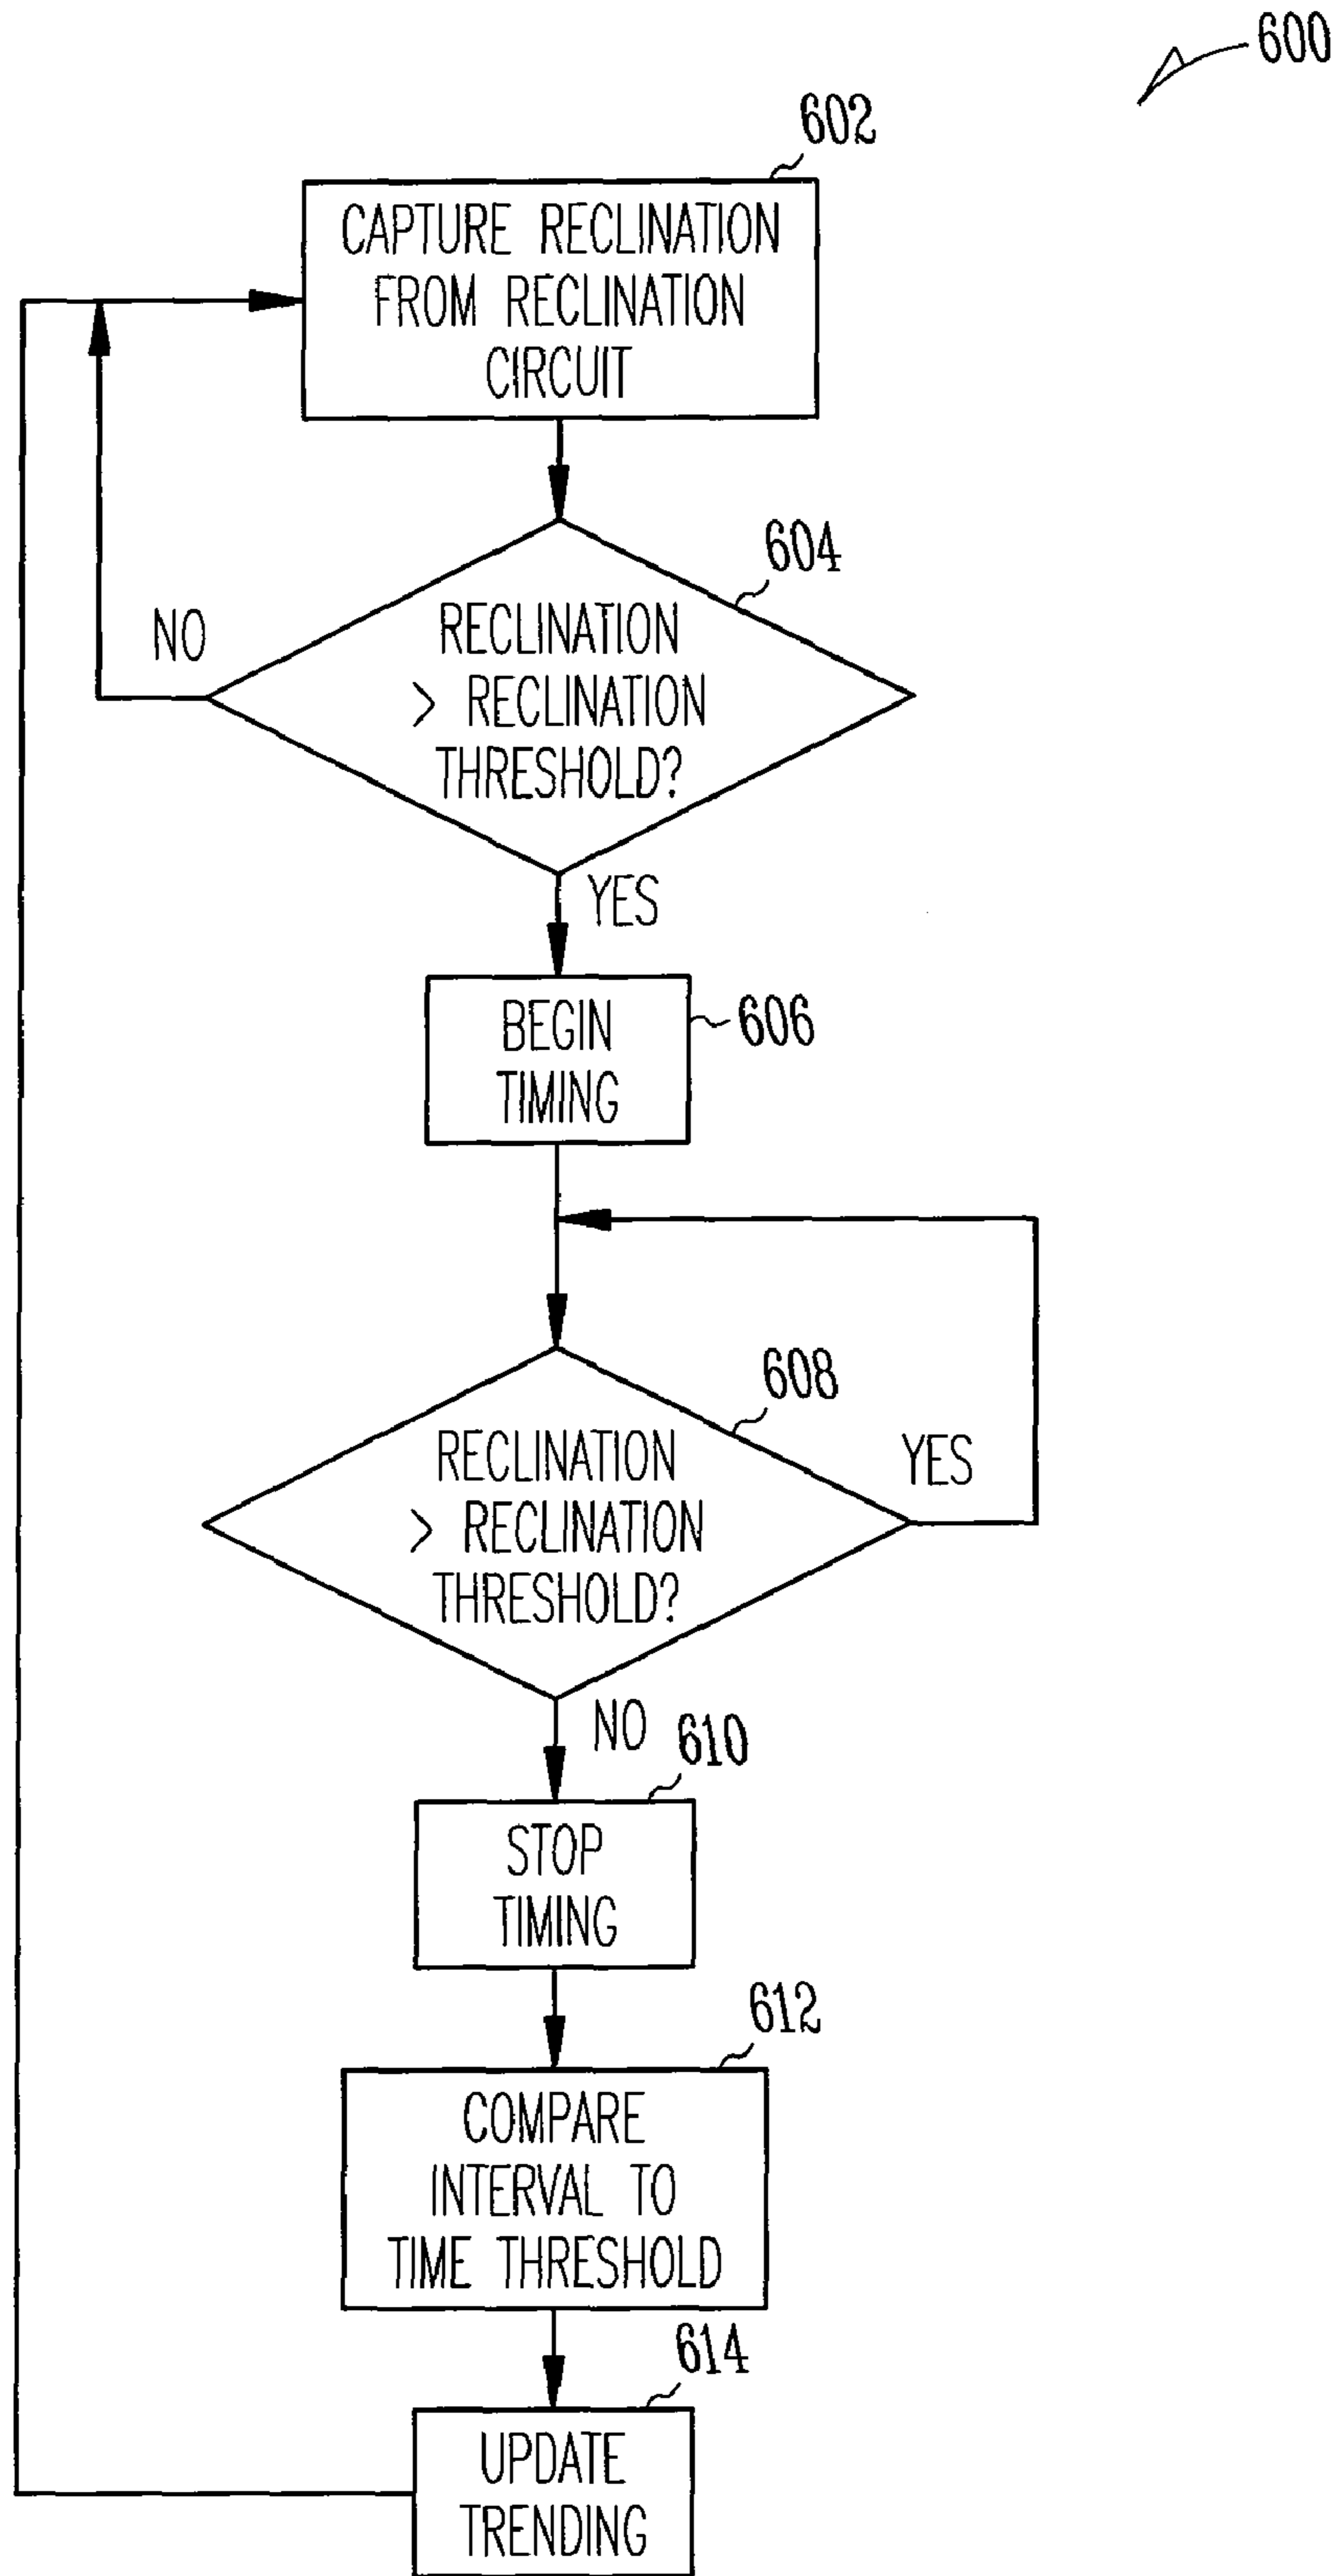 600
602
CAPTURE RECLINATION
FROM RECLINATION
CIRCUIT
604
NO
RECLINATION
> RECLINATION
THRESHOLD?
YES
BEGIN
TIMING
606
608
RECLINATION
> RECLINATION
THRESHOLD?
YES
NO
610
STOP
TIMING
612
COMPARE
INTERVAL TO
TIME THRESHOLD
614
UPDATE
TRENDING